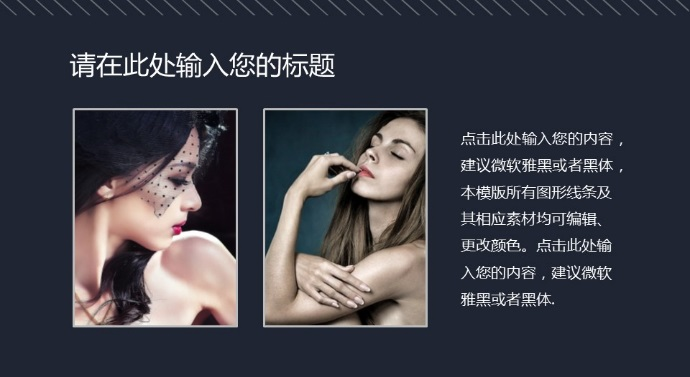 请在此处输入您的标题
点击此处输入您的内容，
建议微软雅黑或者黑体，
本模版所有图形线条及
其相应素材均可编辑、
更改颜色。点击此处输
入您的内容，建议微软
雅黑或者黑体.